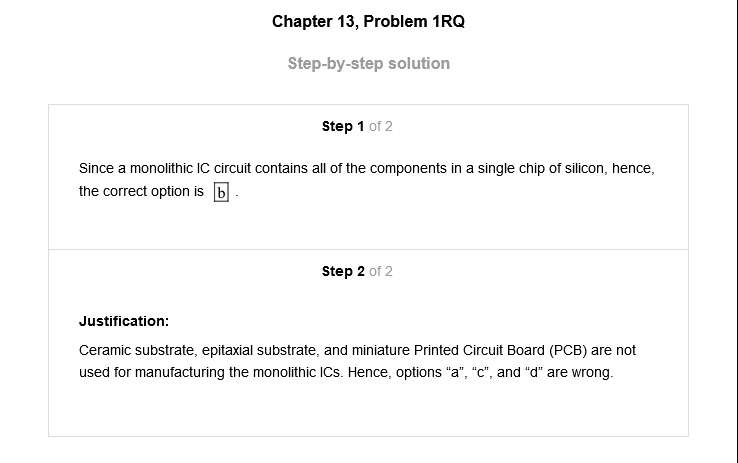 Chapter 13, Problem 1RQ
Step-by-step solution
Step 1 of 2
Since a monolithic IC circuit contains all of the components in a single chip of silicon, hence,
the correct option is b .
Step 2 of 2
Justification:
Ceramic substrate, epitaxial substrate, and miniature Printed Circuit Board (PCB) are not
used for manufacturing the monolithic ICs. Hence, options “a”, “c”, and “d” are wrong.